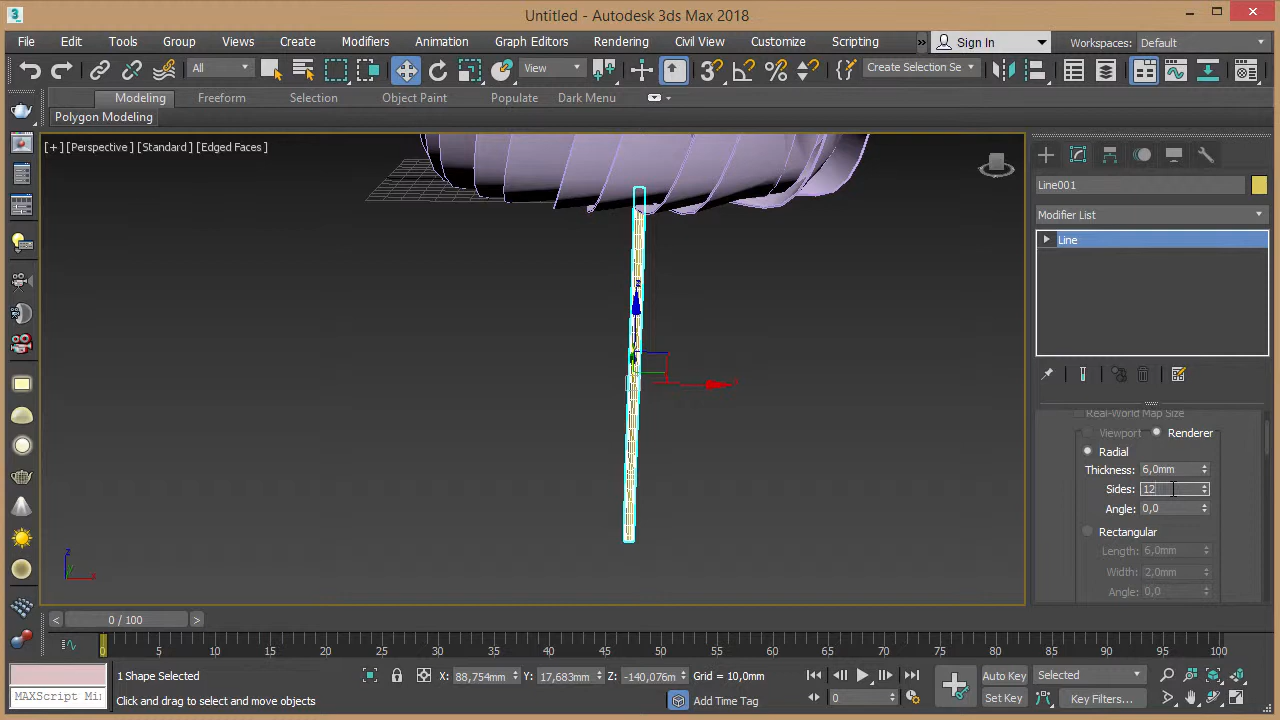 Untitled - Autodesk 3ds Max 2018
File Edit Tools Group Views Create Modifiers Animation Graph Editors Rendering Civil View Customize Scripting Sign In Workspaces: Default
All View Create Selection Se
Modeling Freeform Selection Object Paint Populate Dark Menu
Polygon Modeling
[+] [Perspective] [Standard] [Edged Faces]
Line001
Modifier List
Line
Real-World Map Size
Viewport Renderer
Radial
Thickness: 6,0mm
Sides: 12
Angle: 0,0
Rectangular
Length: 6,0mm
Width: 2,0mm
Angle: 0,0
z
x
0 / 100
0 5 10 15 20 25 30 35 40 45 50 55 60 65 70 75 80 85 90 95 100
1 Shape Selected X: 88,754mm Y: 17,683mm Z: -140,076m Grid = 10,0mm Auto Key Selected
MAXScript Mi Click and drag to select and move objects Add Time Tag 0 Set Key Key Filters...